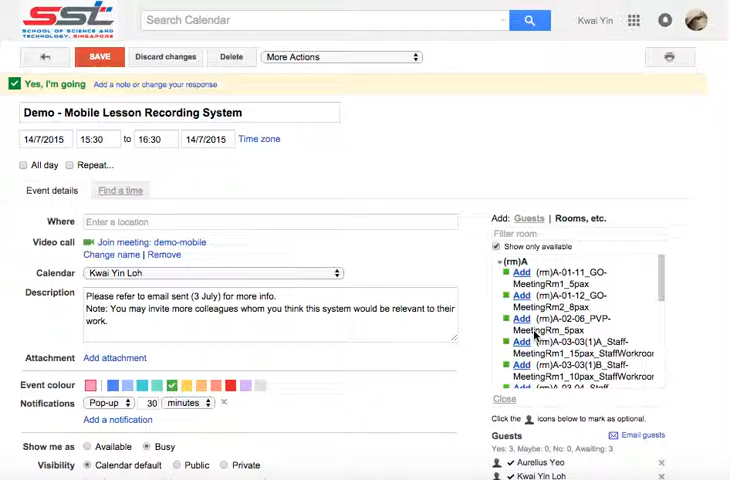 SST
SCHOOL OF SCIENCE AND
TECHNOLOGY, SINGAPORE
Search Calendar
Kwai Yin
SAVE
Discard changes
Delete
More Actions
Yes, I'm going
Add a note or change your response
Demo - Mobile Lesson Recording System
14/7/2015 15:30 to 16:30 14/7/2015 Time zone
All day Repeat...
Event details Find a time
Where Enter a location
Video call Join meeting: demo-mobile
Change name | Remove
Calendar Kwai Yin Loh
Description Please refer to email sent (3 July) for more info.
Note: You may invite more colleagues whom you think this system would be relevant to their
work.
Attachment Add attachment
Event colour
Notifications Pop-up 30 minutes ×
Add a notification
Show me as Available Busy
Visibility Calendar default Public Private
Add: Guests | Rooms, etc.
Filter room
Show only available
(rm)A
Add (rm)A-01-11_GO-
MeetingRm1_5pax
Add (rm)A-01-12_GO-
MeetingRm2_8pax
Add (rm)A-02-06_PVP-
MeetingRm_5pax
Add (rm)A-03-03(1)A_Staff-
MeetingRm1_15pax_StaffWorkroor
Add (rm)A-03-03(1)B_Staff-
MeetingRm1_10pax_StaffWorkroor
Add (rm)A-03-04_Staff-
Close
Click the icons below to mark as optional.
Guests Email guests
Yes: 3, Maybe: 0, No: 0, Awaiting: 3
Aurelius Yeo ×
Kwai Yin Loh ×